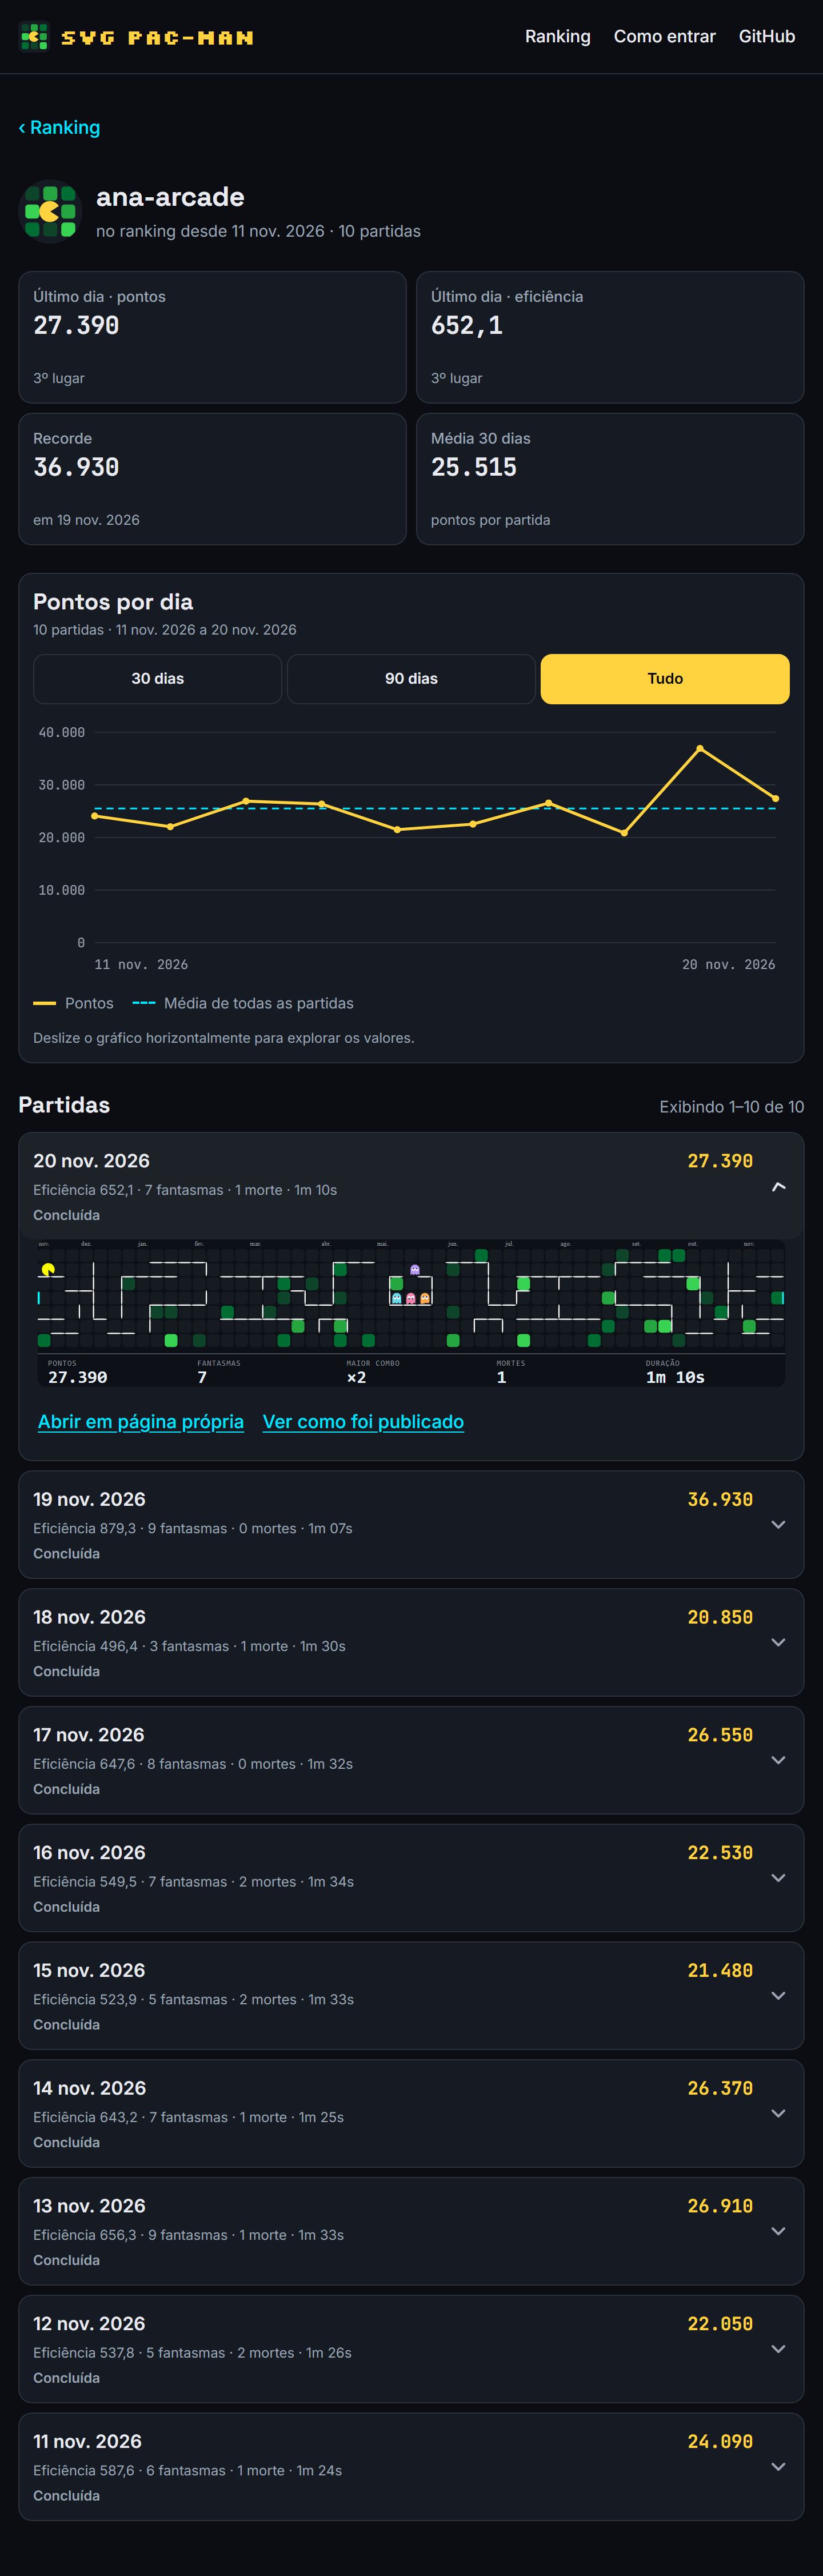 SVG PAC-MAN
Ranking Como entrar GitHub
‹ Ranking
ana-arcade
no ranking desde 11 nov. 2026 · 10 partidas
Último dia · pontos
27.390
3º lugar
Último dia · eficiência
652,1
3º lugar
Recorde
36.930
em 19 nov. 2026
Média 30 dias
25.515
pontos por partida
Pontos por dia
10 partidas · 11 nov. 2026 a 20 nov. 2026
30 dias 90 dias Tudo
40.000
30.000
20.000
10.000
0
11 nov. 2026 20 nov. 2026
Pontos Média de todas as partidas
Deslize o gráfico horizontalmente para explorar os valores.
Partidas Exibindo 1–10 de 10
20 nov. 2026 27.390
Eficiência 652,1 · 7 fantasmas · 1 morte · 1m 10s
Concluída
nov. dez. jan. fev. mar. abr. mai. jun. jul. ago. set. out. nov.
PONTOS FANTASMAS MAIOR COMBO MORTES DURAÇÃO
27.390 7 ×2 1 1m 10s
Abrir em página própria Ver como foi publicado
19 nov. 2026 36.930
Eficiência 879,3 · 9 fantasmas · 0 mortes · 1m 07s
Concluída
18 nov. 2026 20.850
Eficiência 496,4 · 3 fantasmas · 1 morte · 1m 30s
Concluída
17 nov. 2026 26.550
Eficiência 647,6 · 8 fantasmas · 0 mortes · 1m 32s
Concluída
16 nov. 2026 22.530
Eficiência 549,5 · 7 fantasmas · 2 mortes · 1m 34s
Concluída
15 nov. 2026 21.480
Eficiência 523,9 · 5 fantasmas · 2 mortes · 1m 33s
Concluída
14 nov. 2026 26.370
Eficiência 643,2 · 7 fantasmas · 1 morte · 1m 25s
Concluída
13 nov. 2026 26.910
Eficiência 656,3 · 9 fantasmas · 1 morte · 1m 33s
Concluída
12 nov. 2026 22.050
Eficiência 537,8 · 5 fantasmas · 2 mortes · 1m 26s
Concluída
11 nov. 2026 24.090
Eficiência 587,6 · 6 fantasmas · 1 morte · 1m 24s
Concluída